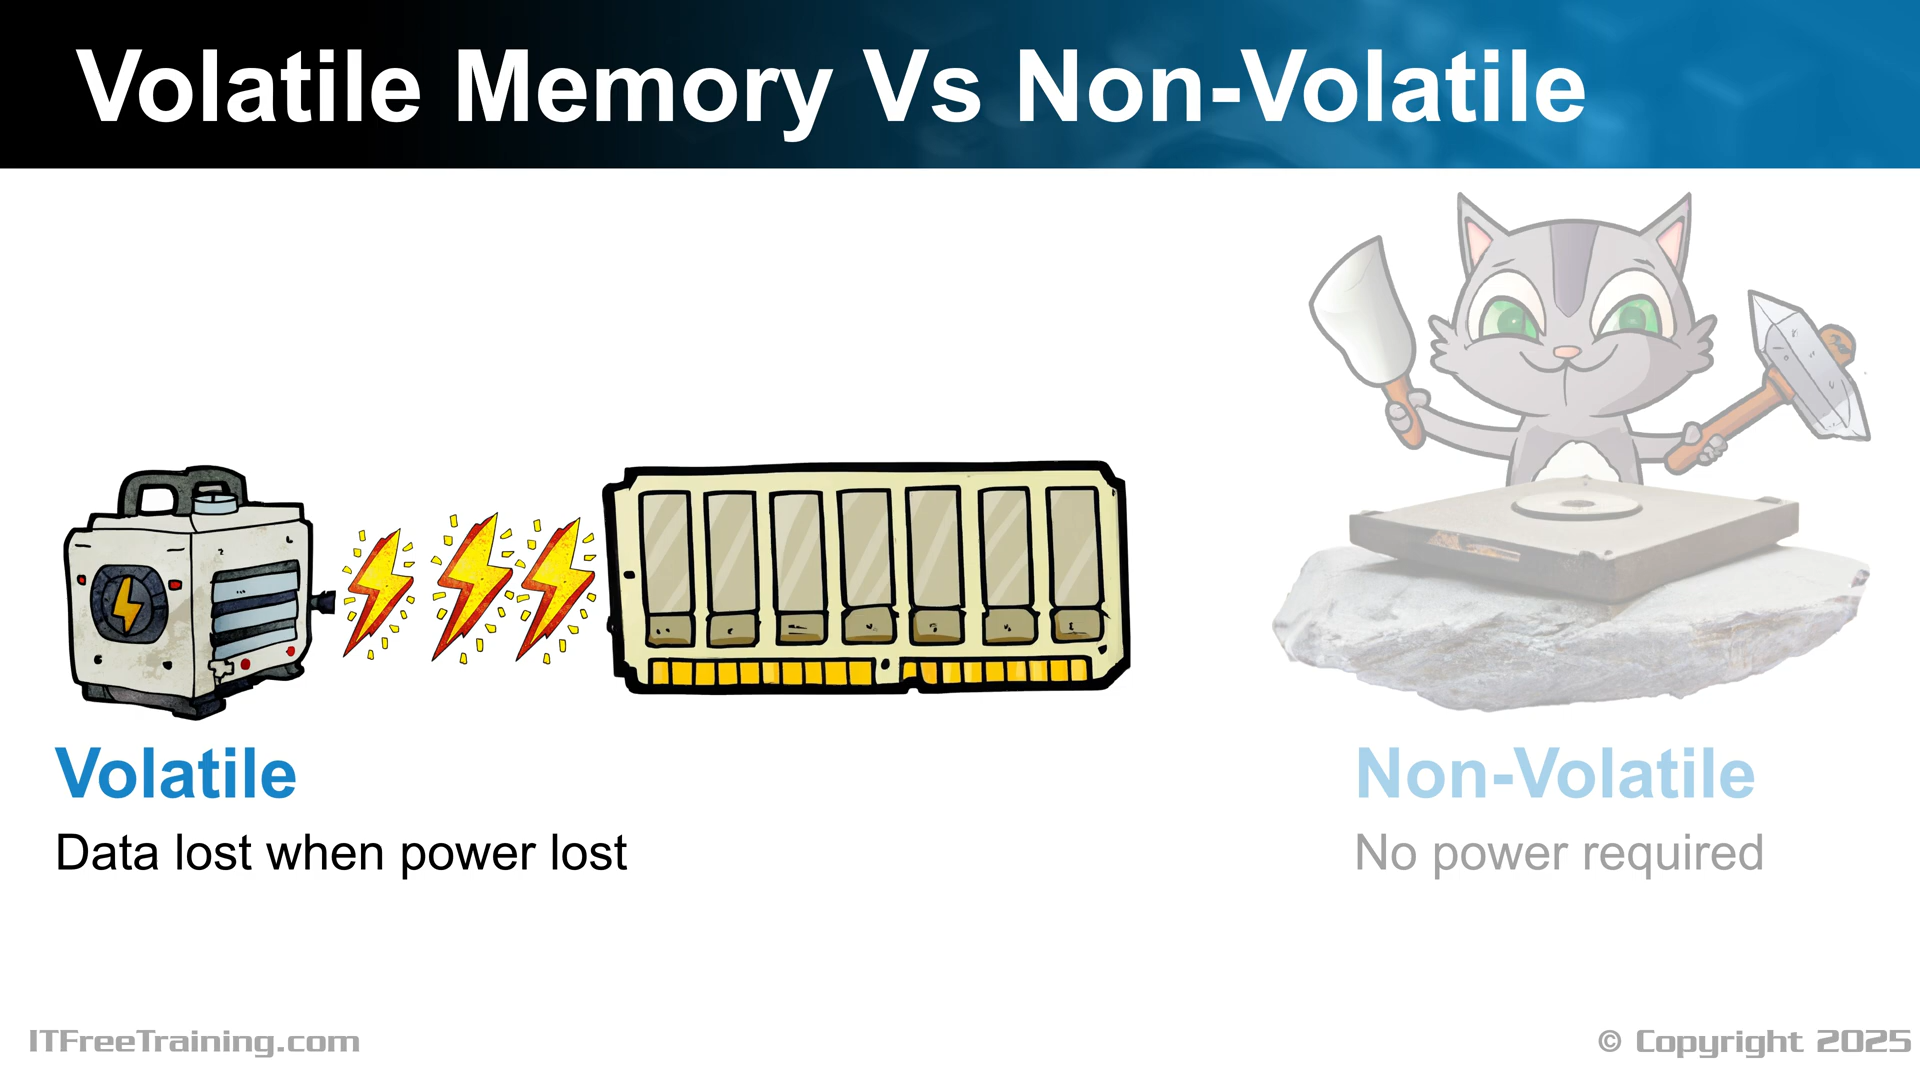 Volatile Memory Vs Non-Volatile
Volatile
Data lost when power lost
Non-Volatile
No power required
ITFreeTraining.com
© Copyright 2025